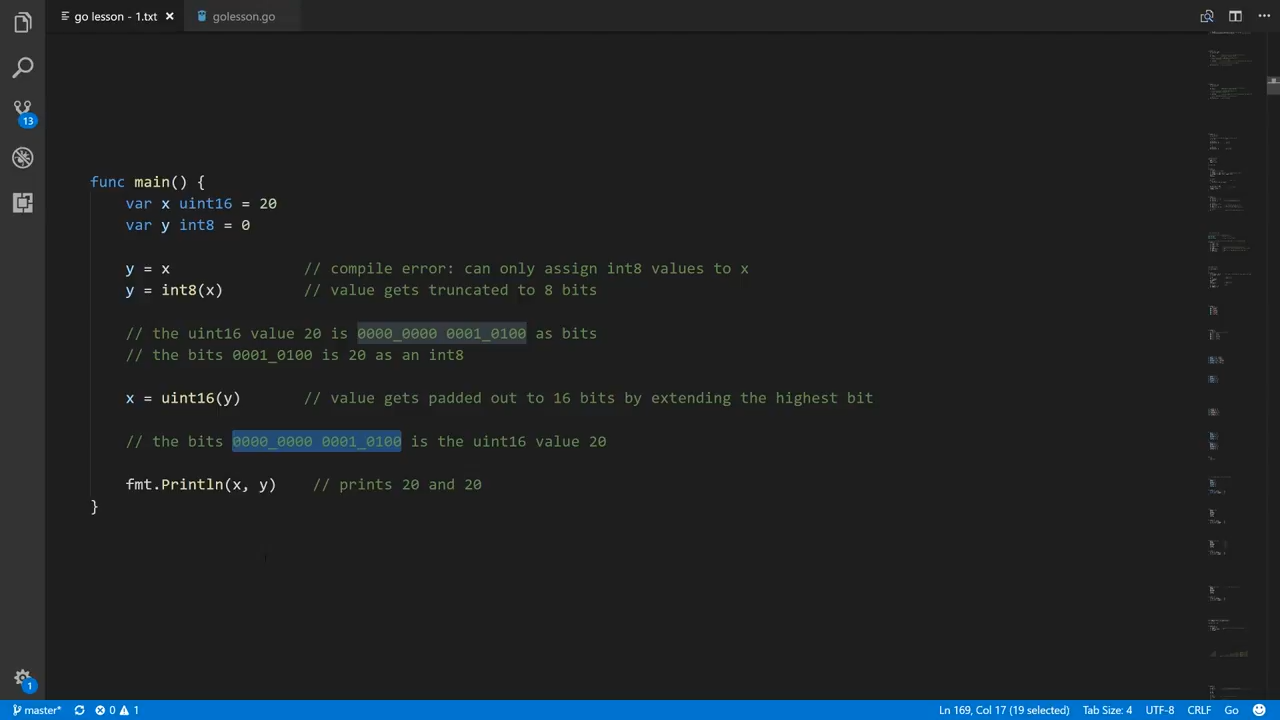 go lesson - 1.txt
golesson.go
13
func main() {
var x uint16 = 20
var y int8 = 0
y = x // compile error: can only assign int8 values to x
y = int8(x) // value gets truncated to 8 bits
// the uint16 value 20 is 0000_0000 0001_0100 as bits
// the bits 0001_0100 is 20 as an int8
x = uint16(y) // value gets padded out to 16 bits by extending the highest bit
// the bits 0000_0000 0001_0100 is the uint16 value 20
fmt.Println(x, y) // prints 20 and 20
}
1
master* 0 1 Ln 169, Col 17 (19 selected) Tab Size: 4 UTF-8 CRLF Go